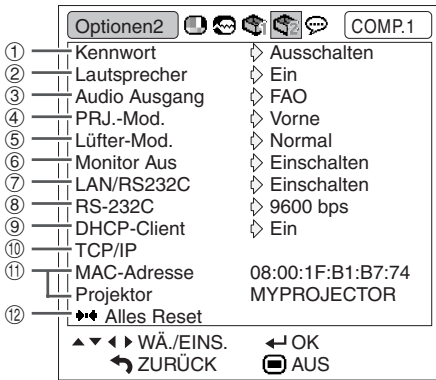 Optionen2 1 2 COMP.1
① Kennwort Ausschalten
② Lautsprecher Ein
③ Audio Ausgang FAO
④ PRJ.-Mod. Vorne
⑤ Lüfter-Mod. Normal
⑥ Monitor Aus Einschalten
⑦ LAN/RS232C Einschalten
⑧ RS-232C 9600 bps
⑨ DHCP-Client Ein
⑩ TCP/IP
⑪ MAC-Adresse 08:00:1F:B1:B7:74
Projektor MYPROJECTOR
⑫ Alles Reset
WÄ./EINS. OK
ZURÜCK AUS